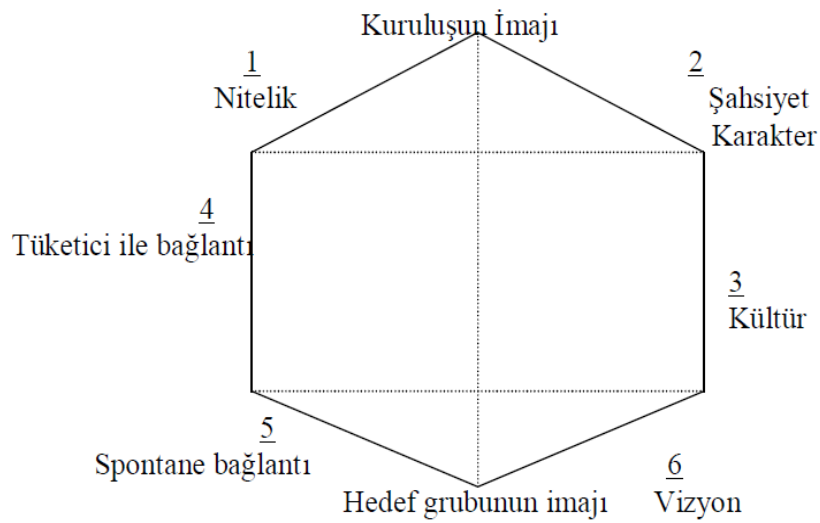 Kuruluşun İmajı
1
Nitelik
2
Şahsiyet
Karakter
4
Tüketici ile bağlantı
3
Kültür
5
Spontane bağlantı
6
Vizyon
Hedef grubunun imajı